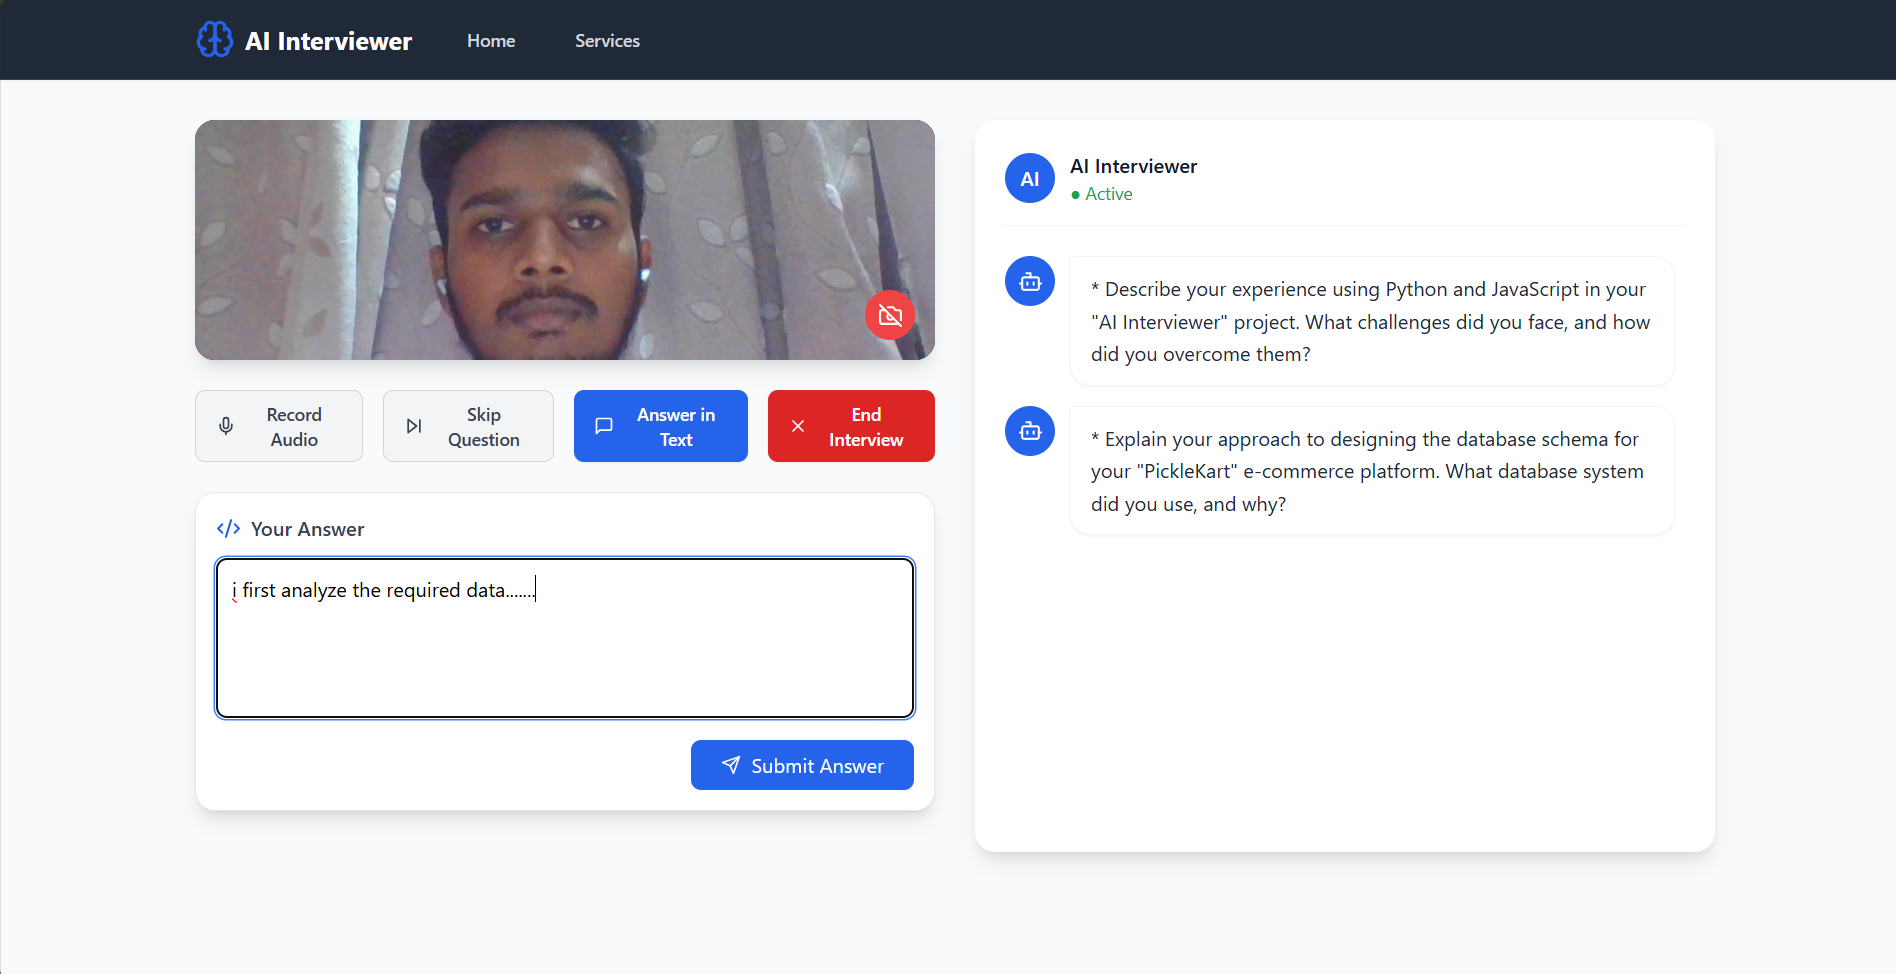 AI Interviewer
Home
Services
Record
Audio
Skip
Question
Answer in
Text
End
Interview
Your Answer
i first analyze the required data.......
Submit Answer
AI
AI Interviewer
Active
* Describe your experience using Python and JavaScript in your
"AI Interviewer" project. What challenges did you face, and how
did you overcome them?
* Explain your approach to designing the database schema for
your "PickleKart" e-commerce platform. What database system
did you use, and why?